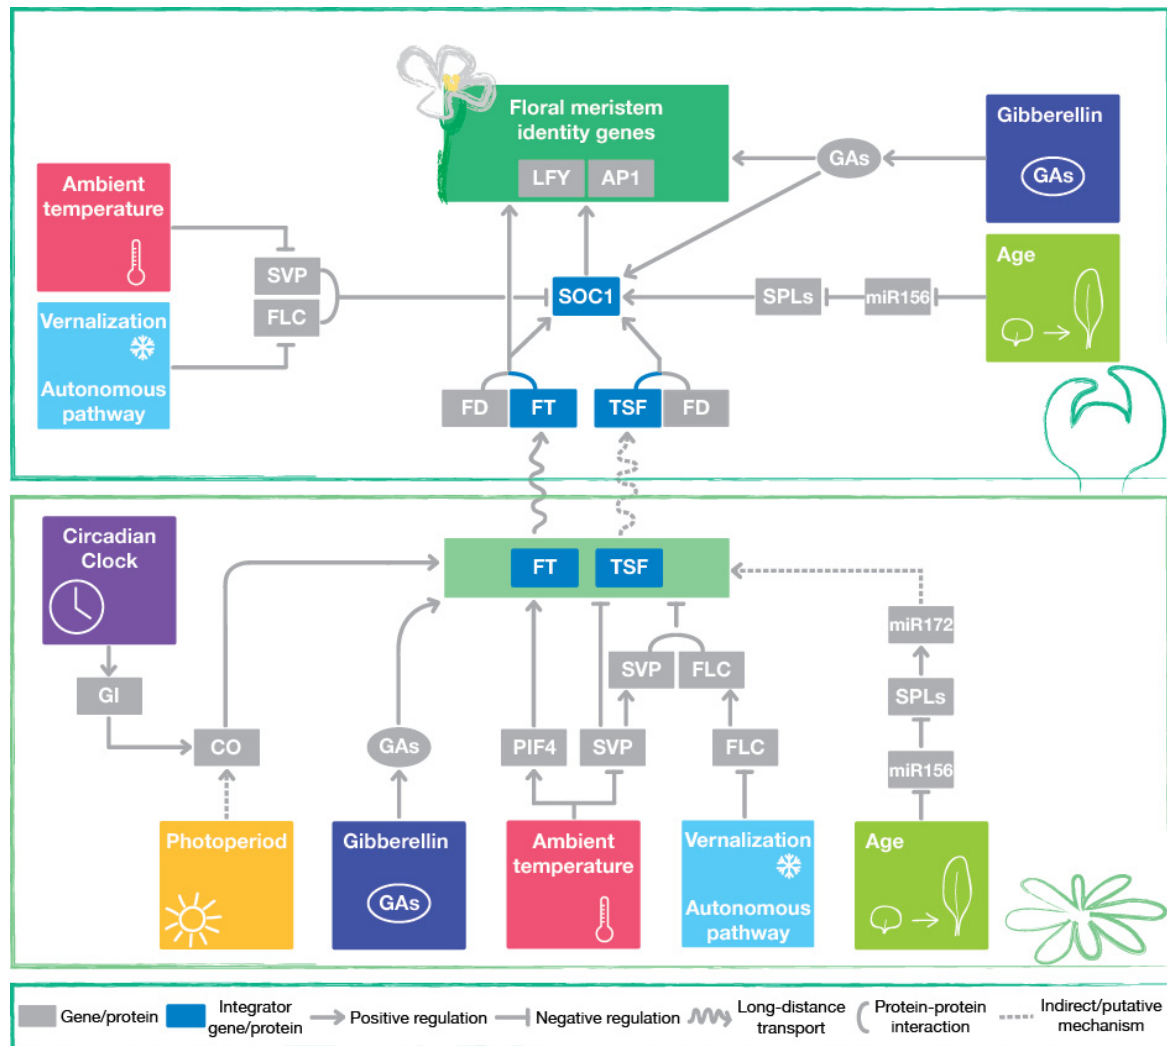 Floral meristem
identity genes
LFY
AP1
GAs
Gibberellin
GAs
Ambient
temperature
SVP
FLC
SOC1
SPLs
miR156
Age
Vernalization
Autonomous
pathway
FD
FT
TSF
FD
Circadian
Clock
FT
TSF
miR172
GI
SVP
FLC
SPLs
CO
GAs
PIF4
SVP
FLC
miR156
Photoperiod
Gibberellin
GAs
Ambient
temperature
Vernalization
Autonomous
pathway
Age
Gene/protein
Integrator
gene/protein
Positive regulation
Negative regulation
Long-distance
transport
Protein-protein
interaction
Indirect/putative
mechanism